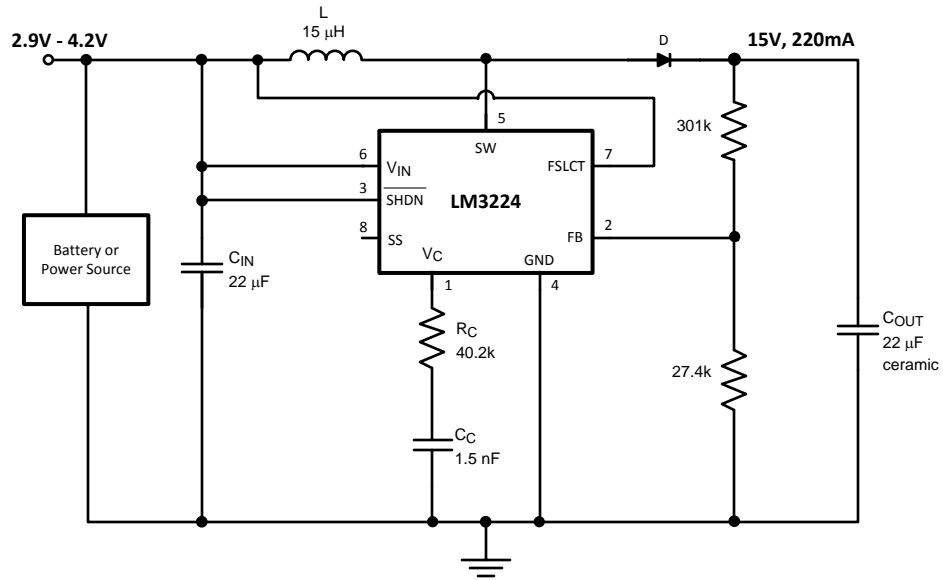 L
15 μH
2.9V - 4.2V
D
15V, 220mA
5
SW
301k
6
VIN
FSLCT
7
3
SHDN
LM3224
8
SS
FB
2
VC
GND
1
4
Battery or
Power Source
CIN
22 μF
RC
40.2k
COUT
22 μF
ceramic
27.4k
CC
1.5 nF